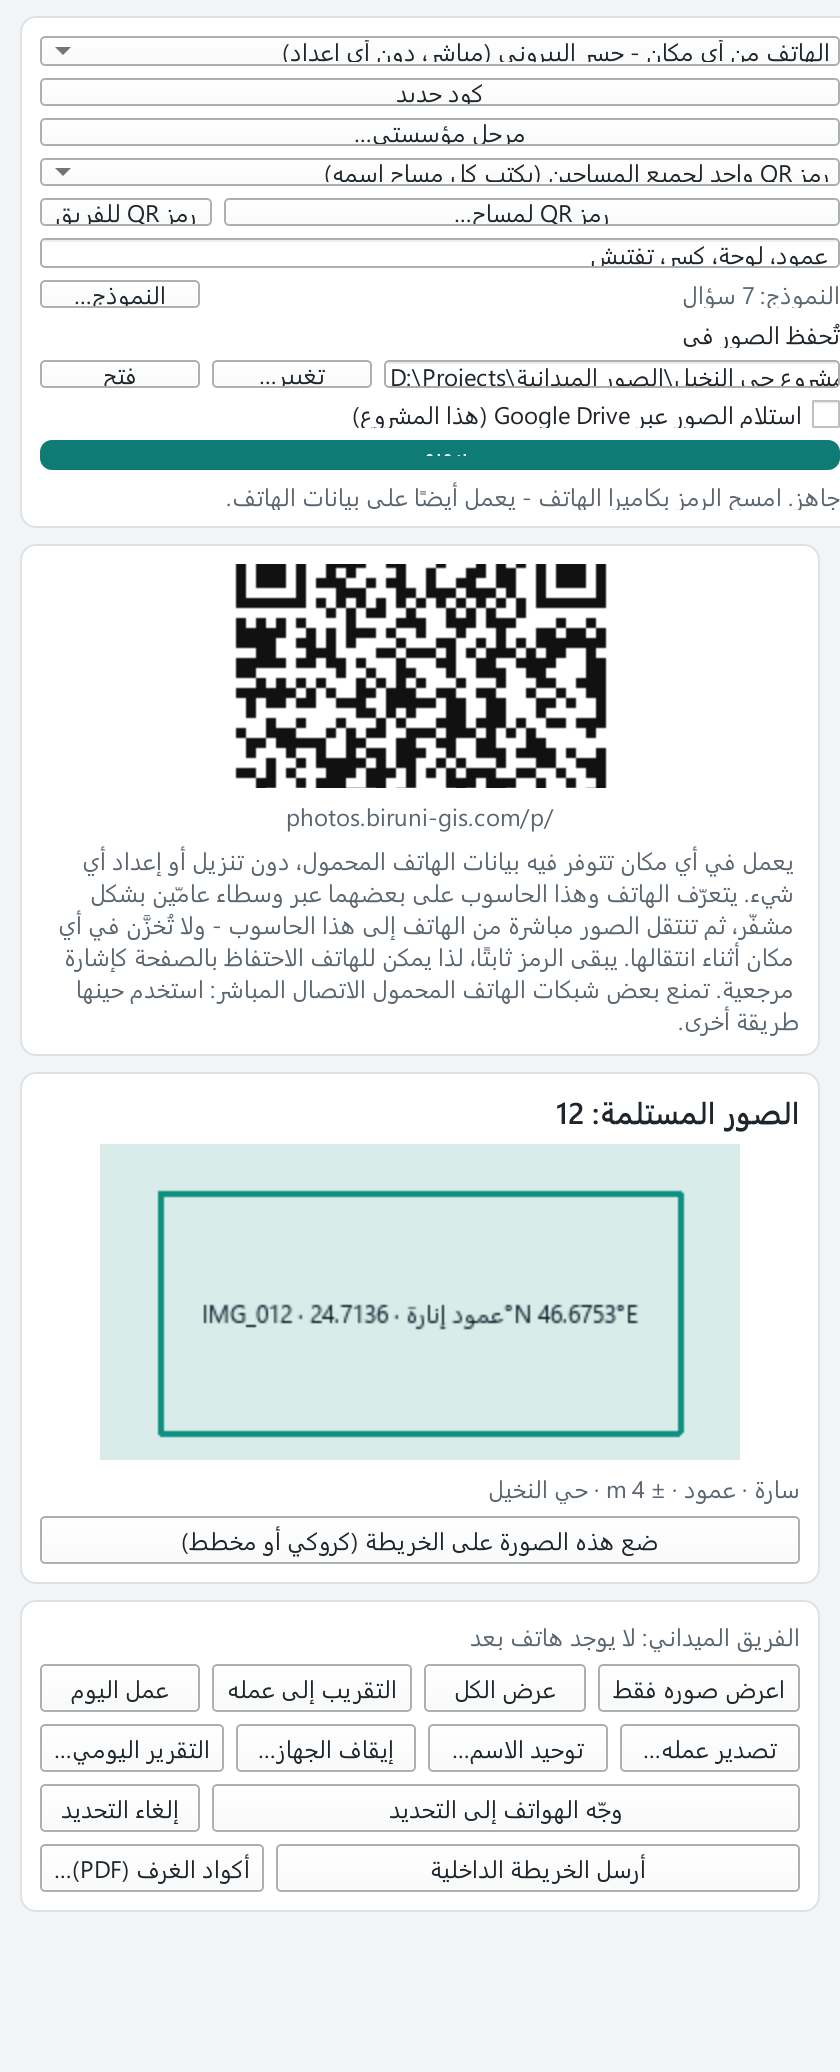 الهاتف من أي مكان - جسر البيروني (مباشر، دون أي إعداد)
كود جديد
مرحل مؤسستي...
رمز QR واحد لجميع المساحين (يكتب كل مساح اسمه)
رمز QR لمساح...
رمز QR للفريق
عمود، لوحة، كسر، تفتيش
النموذج: 7 سؤال
النموذج...
تُحفظ الصور في
D:\Projects\مشروع حي النخيل\الصور الميدانية
تغيير...
فتح
استلام الصور عبر Google Drive (هذا المشروع)
جاهز. امسح الرمز بكاميرا الهاتف - يعمل أيضًا على بيانات الهاتف.
photos.biruni-gis.com/p/
يعمل في أي مكان تتوفر فيه بيانات الهاتف المحمول، دون تنزيل أو إعداد أي
شيء. يتعرّف الهاتف وهذا الحاسوب على بعضهما عبر وسطاء عامّين بشكل
مشفّر، ثم تنتقل الصور مباشرة من الهاتف إلى هذا الحاسوب - ولا تُخزَّن في أي
مكان أثناء انتقالها. يبقى الرمز ثابتًا، لذا يمكن للهاتف الاحتفاظ بالصفحة كإشارة
مرجعية. تمنع بعض شبكات الهاتف المحمول الاتصال المباشر: استخدم حينها
طريقة أخرى.
الصور المستلمة: 12
IMG_012 · عمود إنارة · 24.7136°N 46.6753°E
سارة · عمود · ± 4 m · حي النخيل
ضع هذه الصورة على الخريطة (كروكي أو مخطط)
الفريق الميداني: لا يوجد هاتف بعد
اعرض صوره فقط
عرض الكل
التقريب إلى عمله
عمل اليوم
تصدير عمله...
توحيد الاسم...
إيقاف الجهاز...
التقرير اليومي...
وجّه الهواتف إلى التحديد
إلغاء التحديد
أرسل الخريطة الداخلية
أكواد الغرف (PDF)...